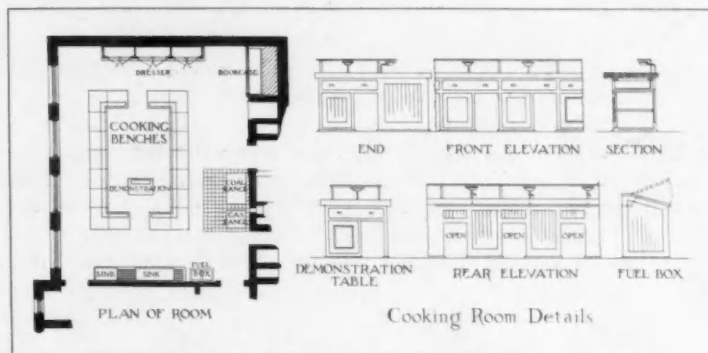 DRESSER
BOOKCASE
COOKING
BENCHES
DEMONSTRATION
COAL
RANGE
GAS
RANGE
SINK
SINK
FUEL
BOX
PLAN OF ROOM
END
FRONT ELEVATION
SECTION
OPEN
OPEN
OPEN
DEMONSTRATION
TABLE
REAR ELEVATION
FUEL BOX
Cooking Room Details